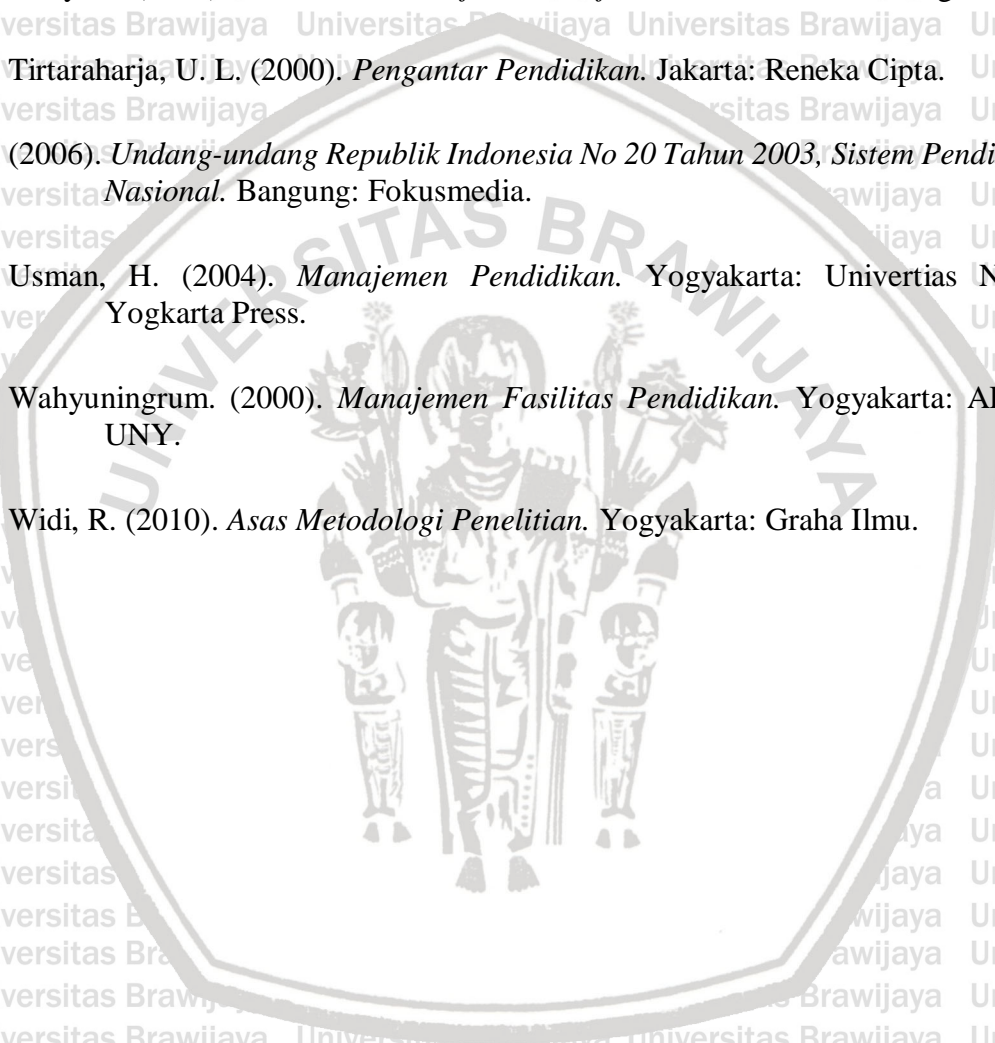 Tirtaraharja, U. L. (2000). Pengantar Pendidikan. Jakarta: Reneka Cipta.
(2006). Undang-undang Republik Indonesia No 20 Tahun 2003, Sistem Pendi
Nasional. Bangung: Fokusmedia.
Usman, H. (2004). Manajemen Pendidikan. Yogyakarta: Univertias N
Yogkarta Press.
Wahyuningrum. (2000). Manajemen Fasilitas Pendidikan. Yogyakarta:
UNY.
Widi, R. (2010). Asas Metodologi Penelitian. Yogyakarta: Graha Ilmu.
UNIVERSITAS BRAWIJAYA